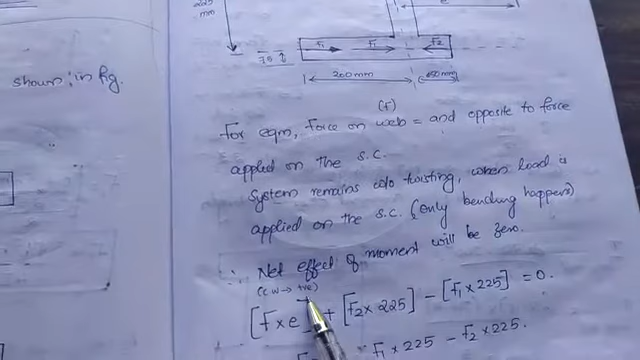 225
mm
e
F1
F1
F2
200mm
shown in fig.
(F)
For eqm, Force on web = and opposite to force
applied on the S.C.
System remains w/o twisting, when load is
applied on the S.C. (only bending happens)
∴ Net effect of moment will be zero.
(cw → +ve)
[F x e + [F2 x 225] - [F1 x 225] = 0.
= F1 x 225 - F2 x 225.